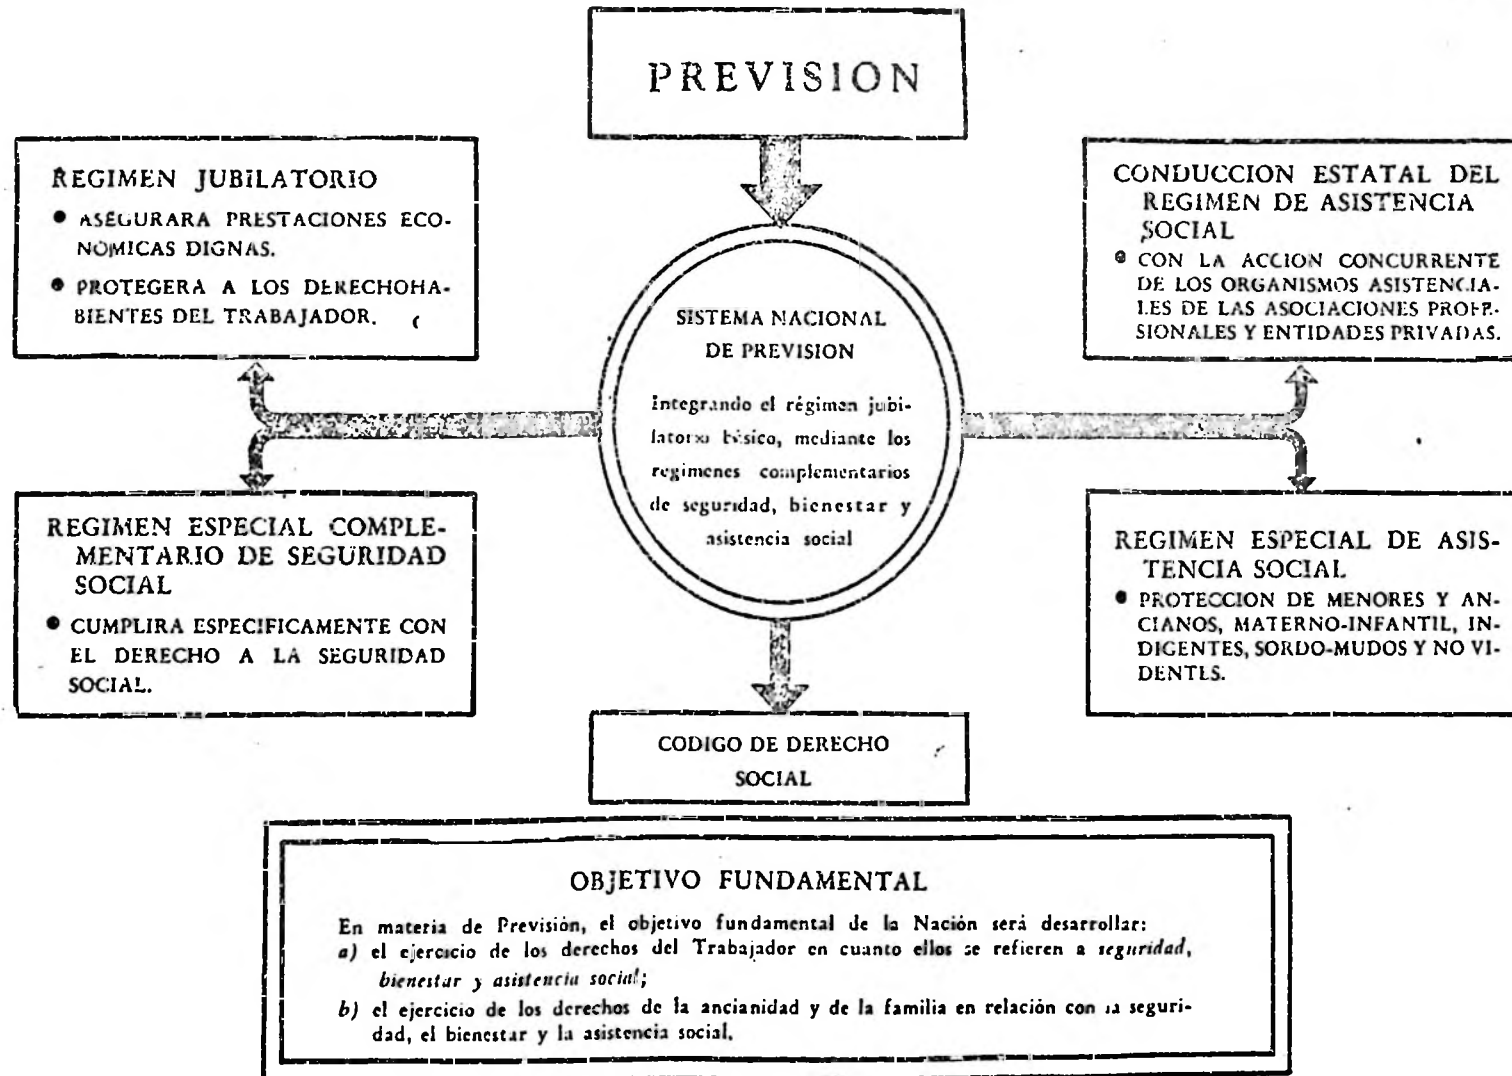 PREVISION
REGIMEN JUBILATORIO
● ASEGURARA PRESTACIONES ECO-
NOMICAS DIGNAS.
● PROTEGERA A LOS DERECHOHA-
BIENTES DEL TRABAJADOR.
CONDUCCION ESTATAL DEL
REGIMEN DE ASISTENCIA
SOCIAL
● CON LA ACCION CONCURRENTE
DE LOS ORGANISMOS ASISTENCIA-
LES DE LAS ASOCIACIONES PROFE-
SIONALES Y ENTIDADES PRIVADAS.
SISTEMA NACIONAL
DE PREVISION
Integrando el régimen jubi-
latorio básico, mediante los
regimenes complementarios
de seguridad, bienestar y
asistencia social
REGIMEN ESPECIAL COMPLE-
MENTARIO DE SEGURIDAD
SOCIAL
● CUMPLIRA ESPECIFICAMENTE CON
EL DERECHO A LA SEGURIDAD
SOCIAL.
REGIMEN ESPECIAL DE ASIS-
TENCIA SOCIAL
● PROTECCION DE MENORES Y AN-
CIANOS, MATERNO-INFANTIL, IN-
DIGENTES, SORDO-MUDOS Y NO VI-
DENTES.
CODIGO DE DERECHO
SOCIAL
OBJETIVO FUNDAMENTAL
En materia de Previsión, el objetivo fundamental de la Nación será desarrollar:
a) el ejercicio de los derechos del Trabajador en cuanto ellos se refieren a seguridad,
bienestar y asistencia social;
b) el ejercicio de los derechos de la ancianidad y de la familia en relación con la seguri-
dad, el bienestar y la asistencia social.